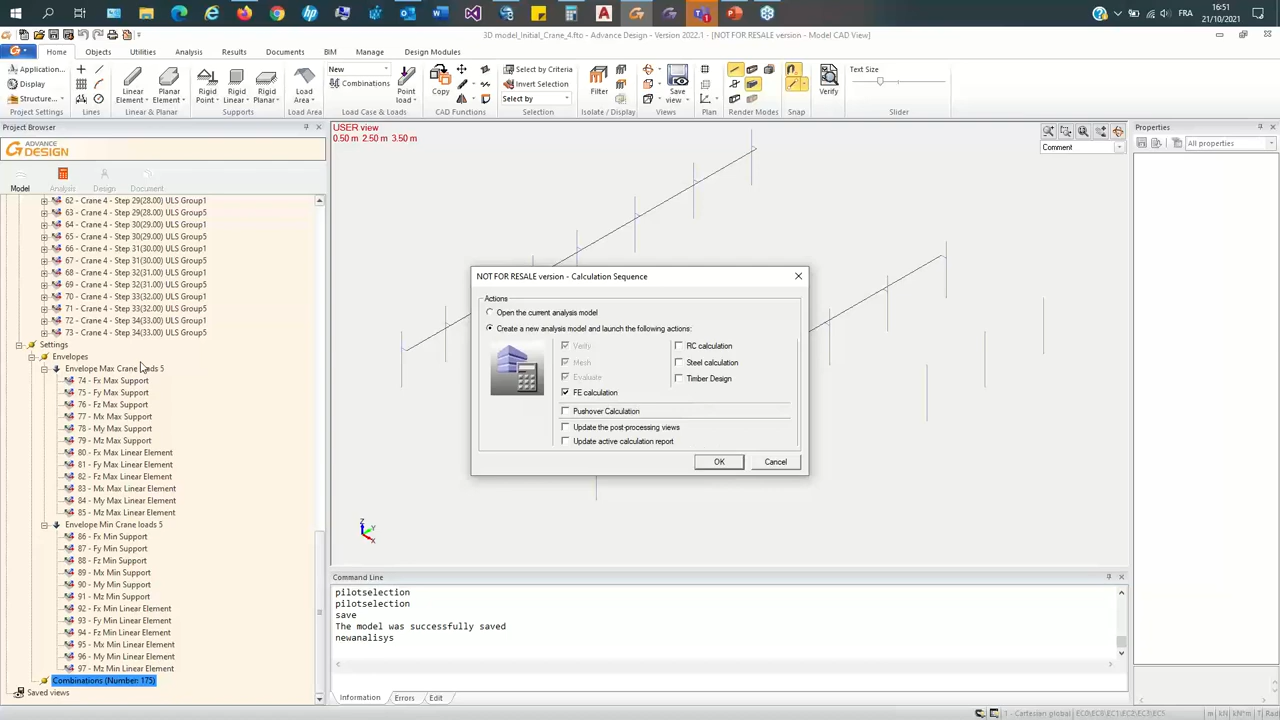 16:51
FRA
21/10/2021
3D model_Initial_Crane_4.fto - Advance Design - Version 2022.1 - [NOT FOR RESALE version - Model CAD View]
Home Objects Utilities Analysis Results Documents BIM Manage Design Modules
Application...
Display
Structure...
Project Settings
Lines
Linear Element
Planar Element
Linear & Planar
Rigid Point
Rigid Linear
Rigid Planar
Supports
Load Area
Load Area
New
Combinations
Point load
Load Case & Loads
Copy
CAD Functions
Select by Criteria
Invert Selection
Select by
Selection
Filter
Isolate / Display
Save view
Views
Plan
Render Modes
Snap
Verify
Verify
Text Size
Slider
Project Browser
ADVANCE
DESIGN
Model Analysis Design Document
62 - Crane 4 - Step 29(28.00) ULS Group1
63 - Crane 4 - Step 29(28.00) ULS Group5
64 - Crane 4 - Step 30(29.00) ULS Group1
65 - Crane 4 - Step 30(29.00) ULS Group5
66 - Crane 4 - Step 31(30.00) ULS Group1
67 - Crane 4 - Step 31(30.00) ULS Group5
68 - Crane 4 - Step 32(31.00) ULS Group1
69 - Crane 4 - Step 32(31.00) ULS Group5
70 - Crane 4 - Step 33(32.00) ULS Group1
71 - Crane 4 - Step 33(32.00) ULS Group5
72 - Crane 4 - Step 34(33.00) ULS Group1
73 - Crane 4 - Step 34(33.00) ULS Group5
Settings
Envelopes
Envelope Max Crane loads 5
74 - Fx Max Support
75 - Fy Max Support
76 - Fz Max Support
77 - Mx Max Support
78 - My Max Support
79 - Mz Max Support
80 - Fx Max Linear Element
81 - Fy Max Linear Element
82 - Fz Max Linear Element
83 - Mx Max Linear Element
84 - My Max Linear Element
85 - Mz Max Linear Element
Envelope Min Crane loads 5
86 - Fx Min Support
87 - Fy Min Support
88 - Fz Min Support
89 - Mx Min Support
90 - My Min Support
91 - Mz Min Support
92 - Fx Min Linear Element
93 - Fy Min Linear Element
94 - Fz Min Linear Element
95 - Mx Min Linear Element
96 - My Min Linear Element
97 - Mz Min Linear Element
Combinations (Number: 175)
Saved views
USER view
0.50 m 2.50 m 3.50 m
Comment
NOT FOR RESALE version - Calculation Sequence
Actions
Open the current analysis model
Create a new analysis model and launch the following actions:
Verify
Mesh
Evaluate
FE calculation
RC calculation
Steel calculation
Timber Design
Pushover Calculation
Update the post-processing views
Update active calculation report
OK
Cancel
Z
Y
X
Command Line
pilotselection
pilotselection
save
The model was successfully saved
newanalisys
Information Errors Edit
Properties
All properties
1 - Cartesian global
EC0\EC8\EC1\EC2\EC3\EC5
m
kN
kN*m
T
Rad